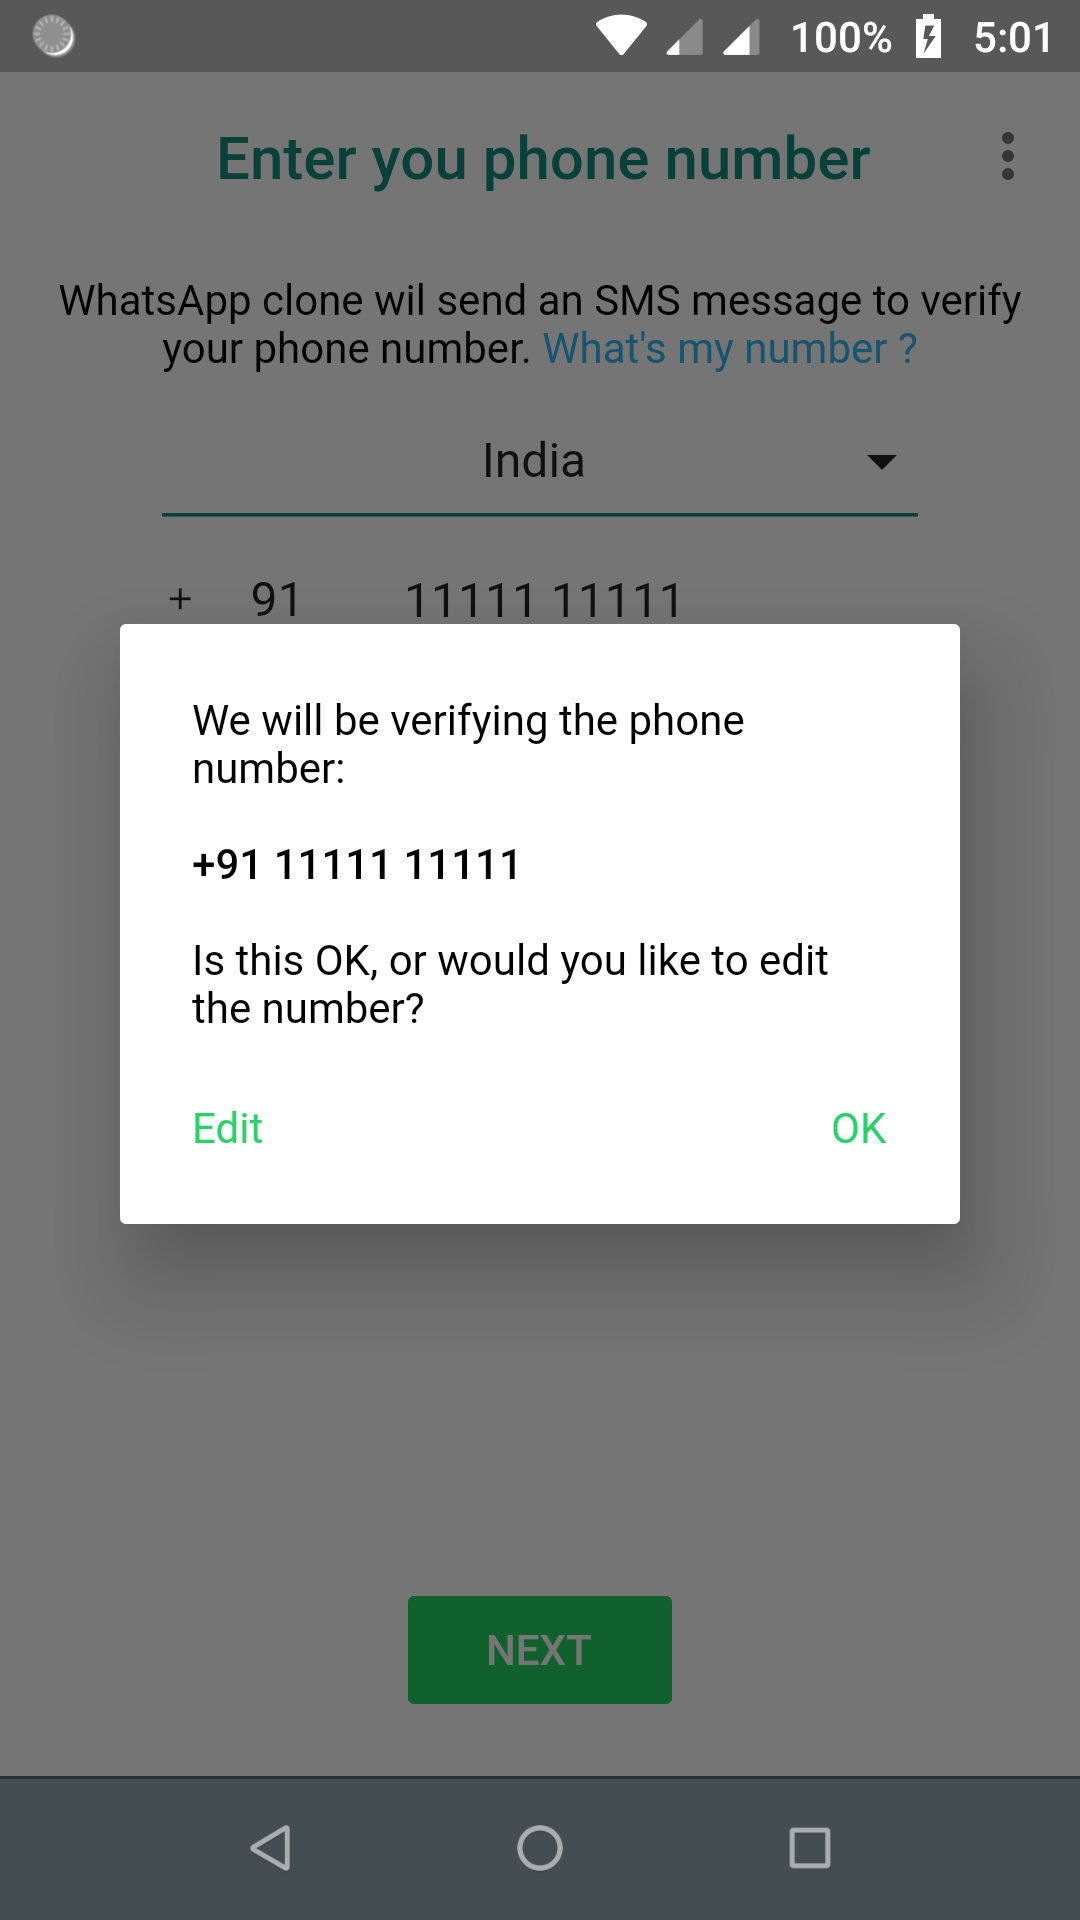 100% 5:01
Enter you phone number
WhatsApp clone wil send an SMS message to verify
your phone number. What's my number ?
India
+ 91 11111 11111
We will be verifying the phone
number:
+91 11111 11111
Is this OK, or would you like to edit
the number?
Edit OK
NEXT